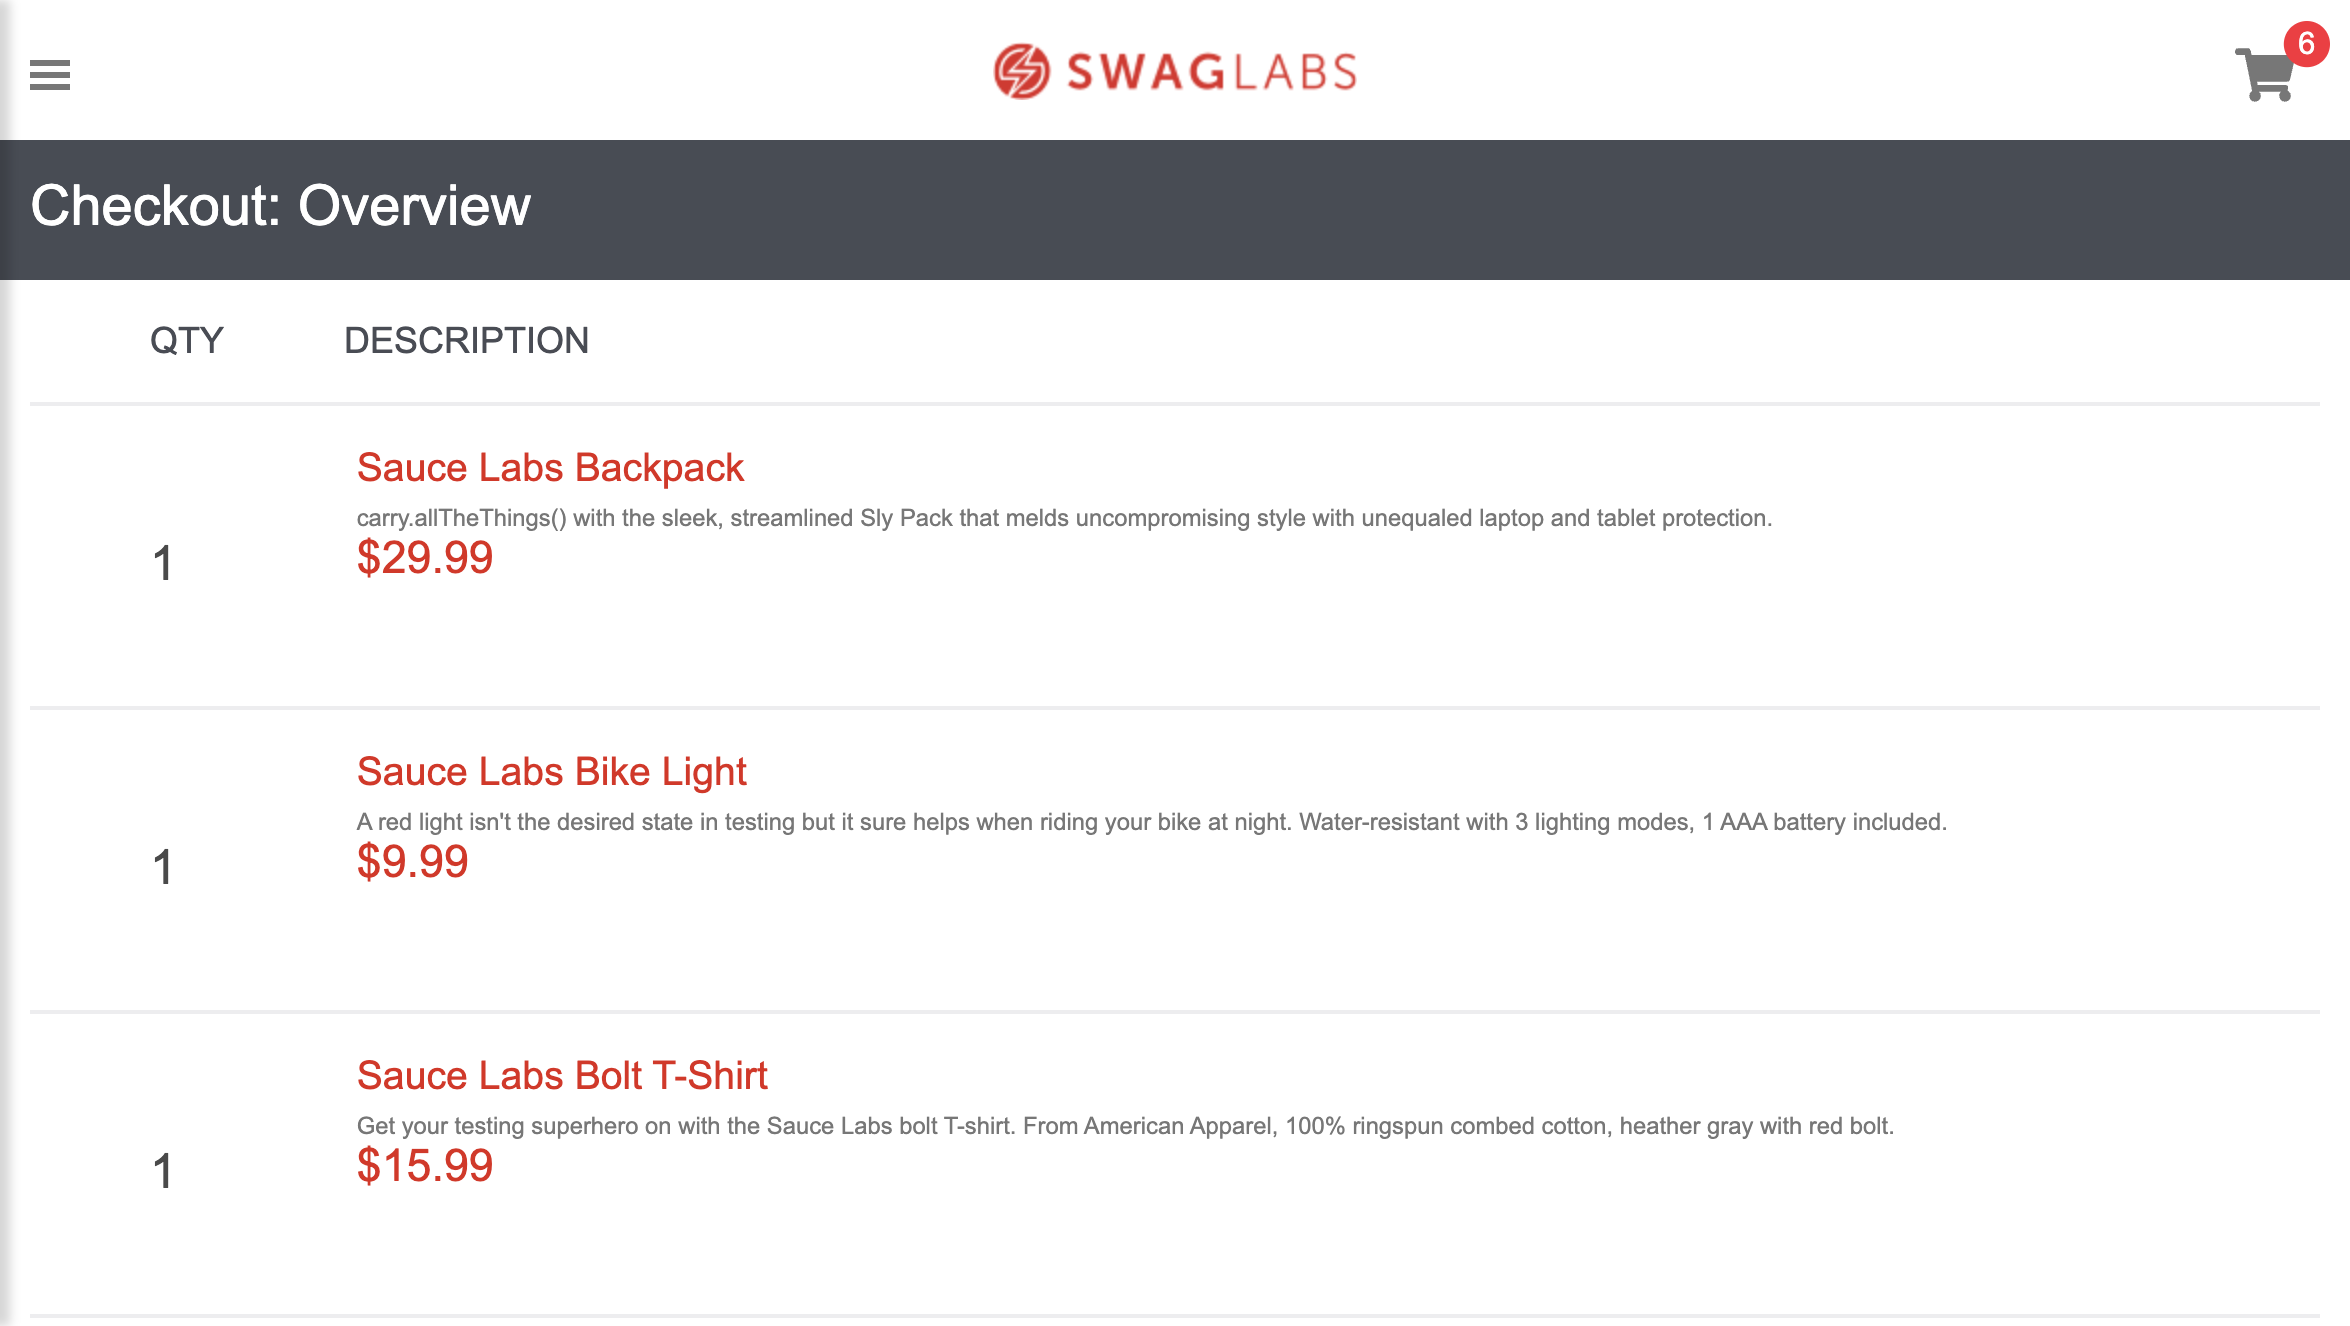 SWAGLABS
6
Checkout: Overview
QTY DESCRIPTION
Sauce Labs Backpack
carry.allTheThings() with the sleek, streamlined Sly Pack that melds uncompromising style with unequaled laptop and tablet protection.
1
$29.99
Sauce Labs Bike Light
A red light isn't the desired state in testing but it sure helps when riding your bike at night. Water-resistant with 3 lighting modes, 1 AAA battery included.
1
$9.99
Sauce Labs Bolt T-Shirt
Get your testing superhero on with the Sauce Labs bolt T-shirt. From American Apparel, 100% ringspun combed cotton, heather gray with red bolt.
1
$15.99